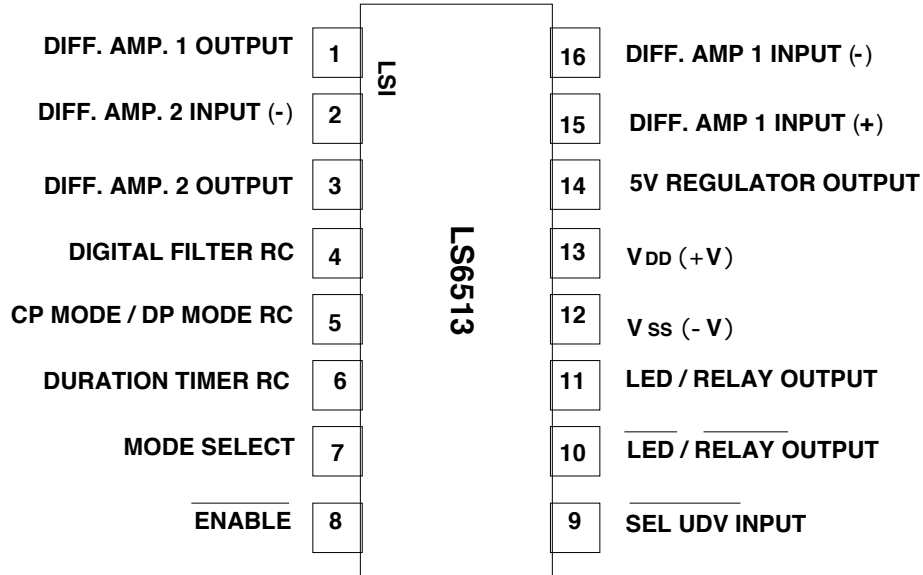 DIFF. AMP. 1 OUTPUT 1
DIFF. AMP. 2 INPUT (-) 2
DIFF. AMP. 2 OUTPUT 3
DIGITAL FILTER RC 4
CP MODE / DP MODE RC 5
DURATION TIMER RC 6
MODE SELECT 7
ENABLE 8
LSI
LS6513
16 DIFF. AMP 1 INPUT (-)
15 DIFF. AMP 1 INPUT (+)
14 5V REGULATOR OUTPUT
13 V DD (+V)
12 V SS (- V)
11 LED / RELAY OUTPUT
10 LED / RELAY OUTPUT
9 SEL UDV INPUT